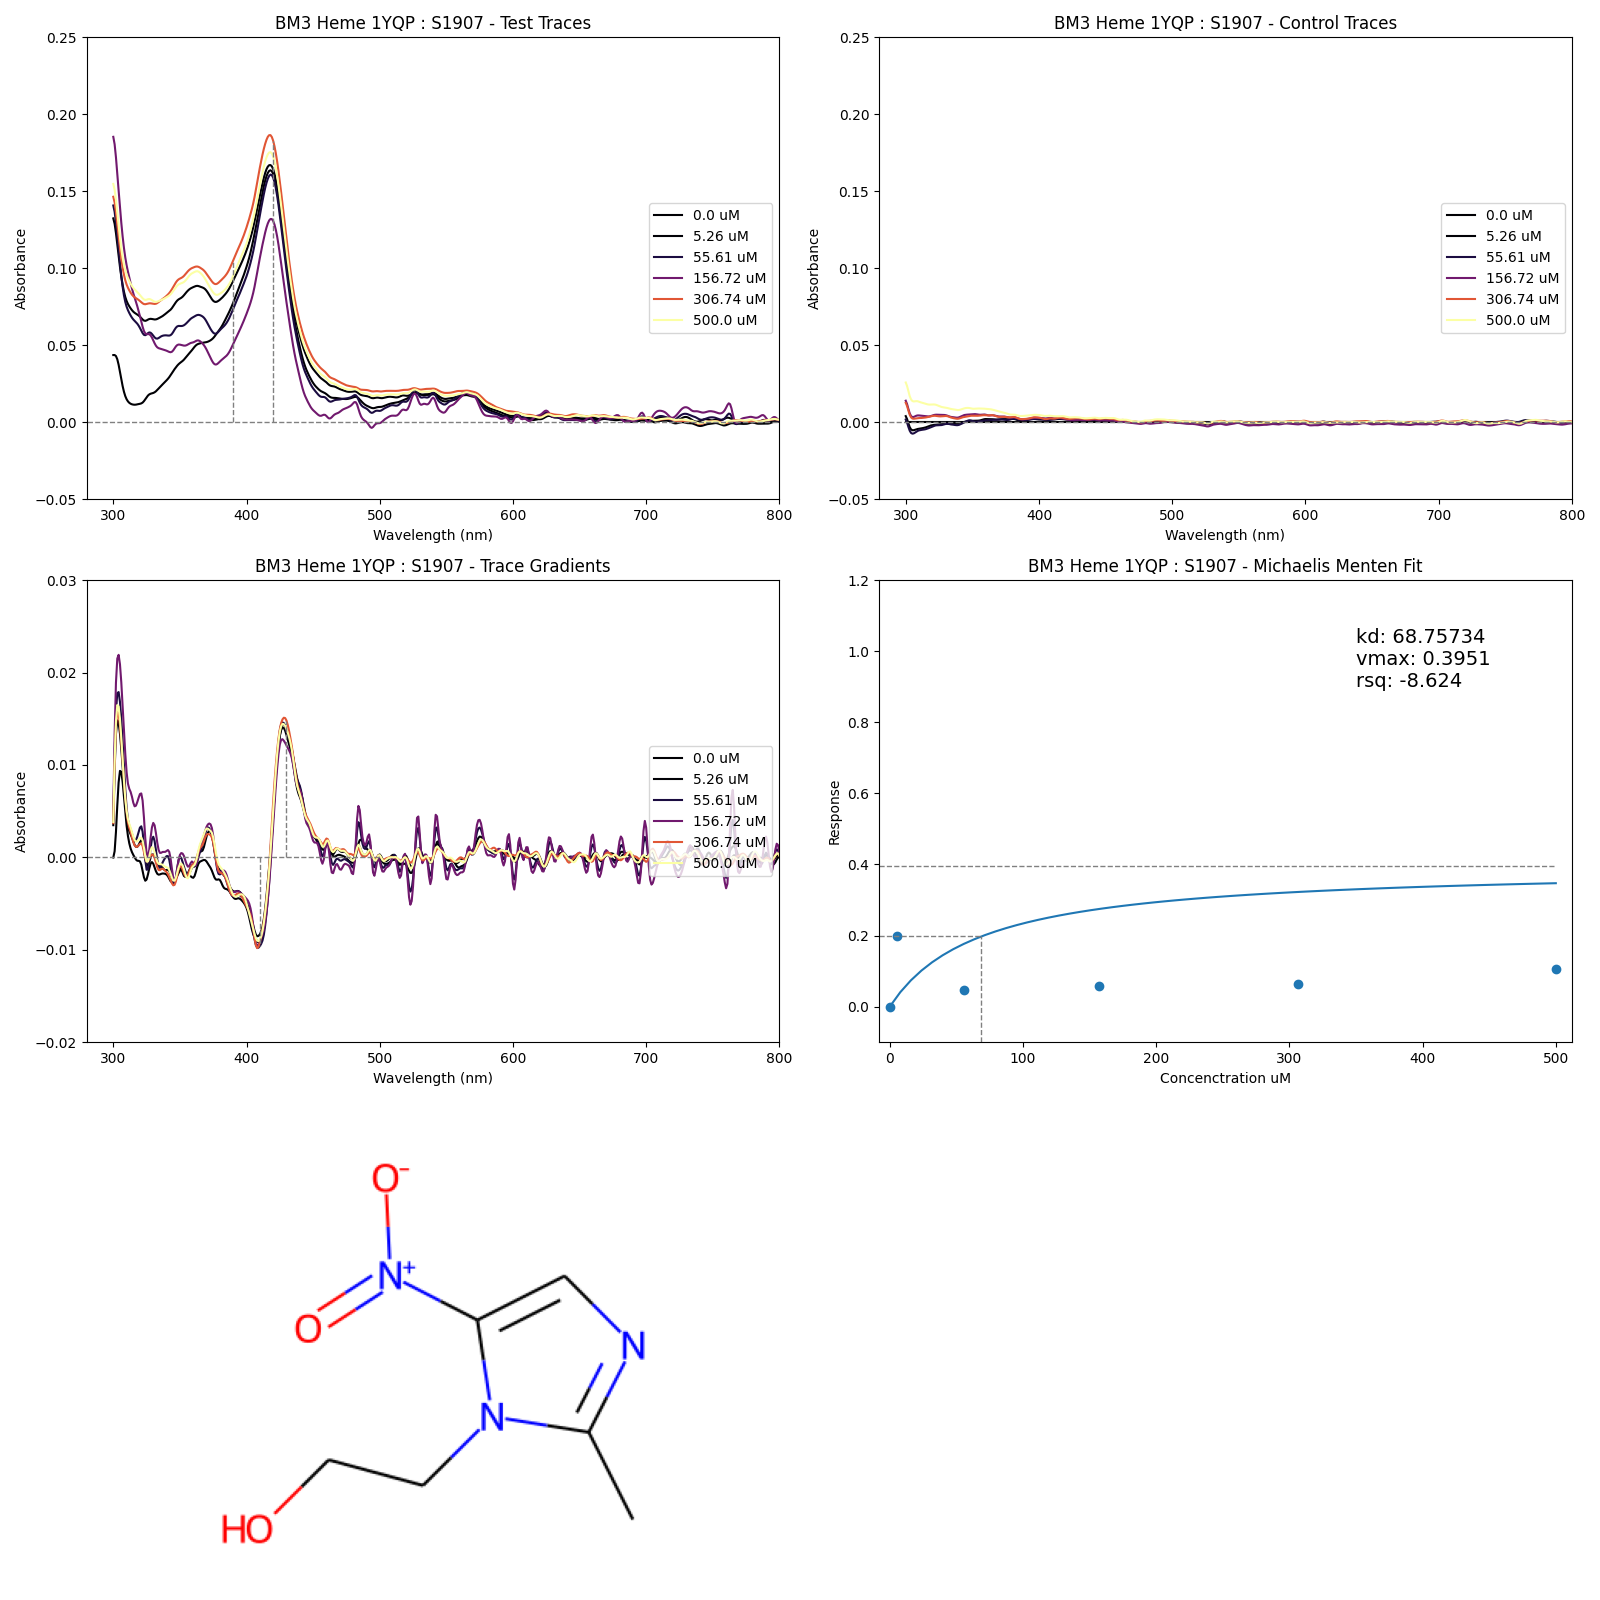 BM3 Heme 1YQP : S1907 - Test Traces
0.25
0.20
0.15
0.10
0.05
0.00
−0.05
Absorbance
300 400 500 600 700 800
Wavelength (nm)
0.0 uM
5.26 uM
55.61 uM
156.72 uM
306.74 uM
500.0 uM
BM3 Heme 1YQP : S1907 - Control Traces
0.25
0.20
0.15
0.10
0.05
0.00
−0.05
Absorbance
300 400 500 600 700 800
Wavelength (nm)
0.0 uM
5.26 uM
55.61 uM
156.72 uM
306.74 uM
500.0 uM
BM3 Heme 1YQP : S1907 - Trace Gradients
0.03
0.02
0.01
0.00
−0.01
−0.02
Absorbance
300 400 500 600 700 800
Wavelength (nm)
0.0 uM
5.26 uM
55.61 uM
156.72 uM
306.74 uM
500.0 uM
BM3 Heme 1YQP : S1907 - Michaelis Menten Fit
1.2
1.0
0.8
0.6
0.4
0.2
0.0
Response
kd: 68.75734
vmax: 0.3951
rsq: -8.624
0 100 200 300 400 500
Concenctration uM
O−
N+
O
N
N
HO